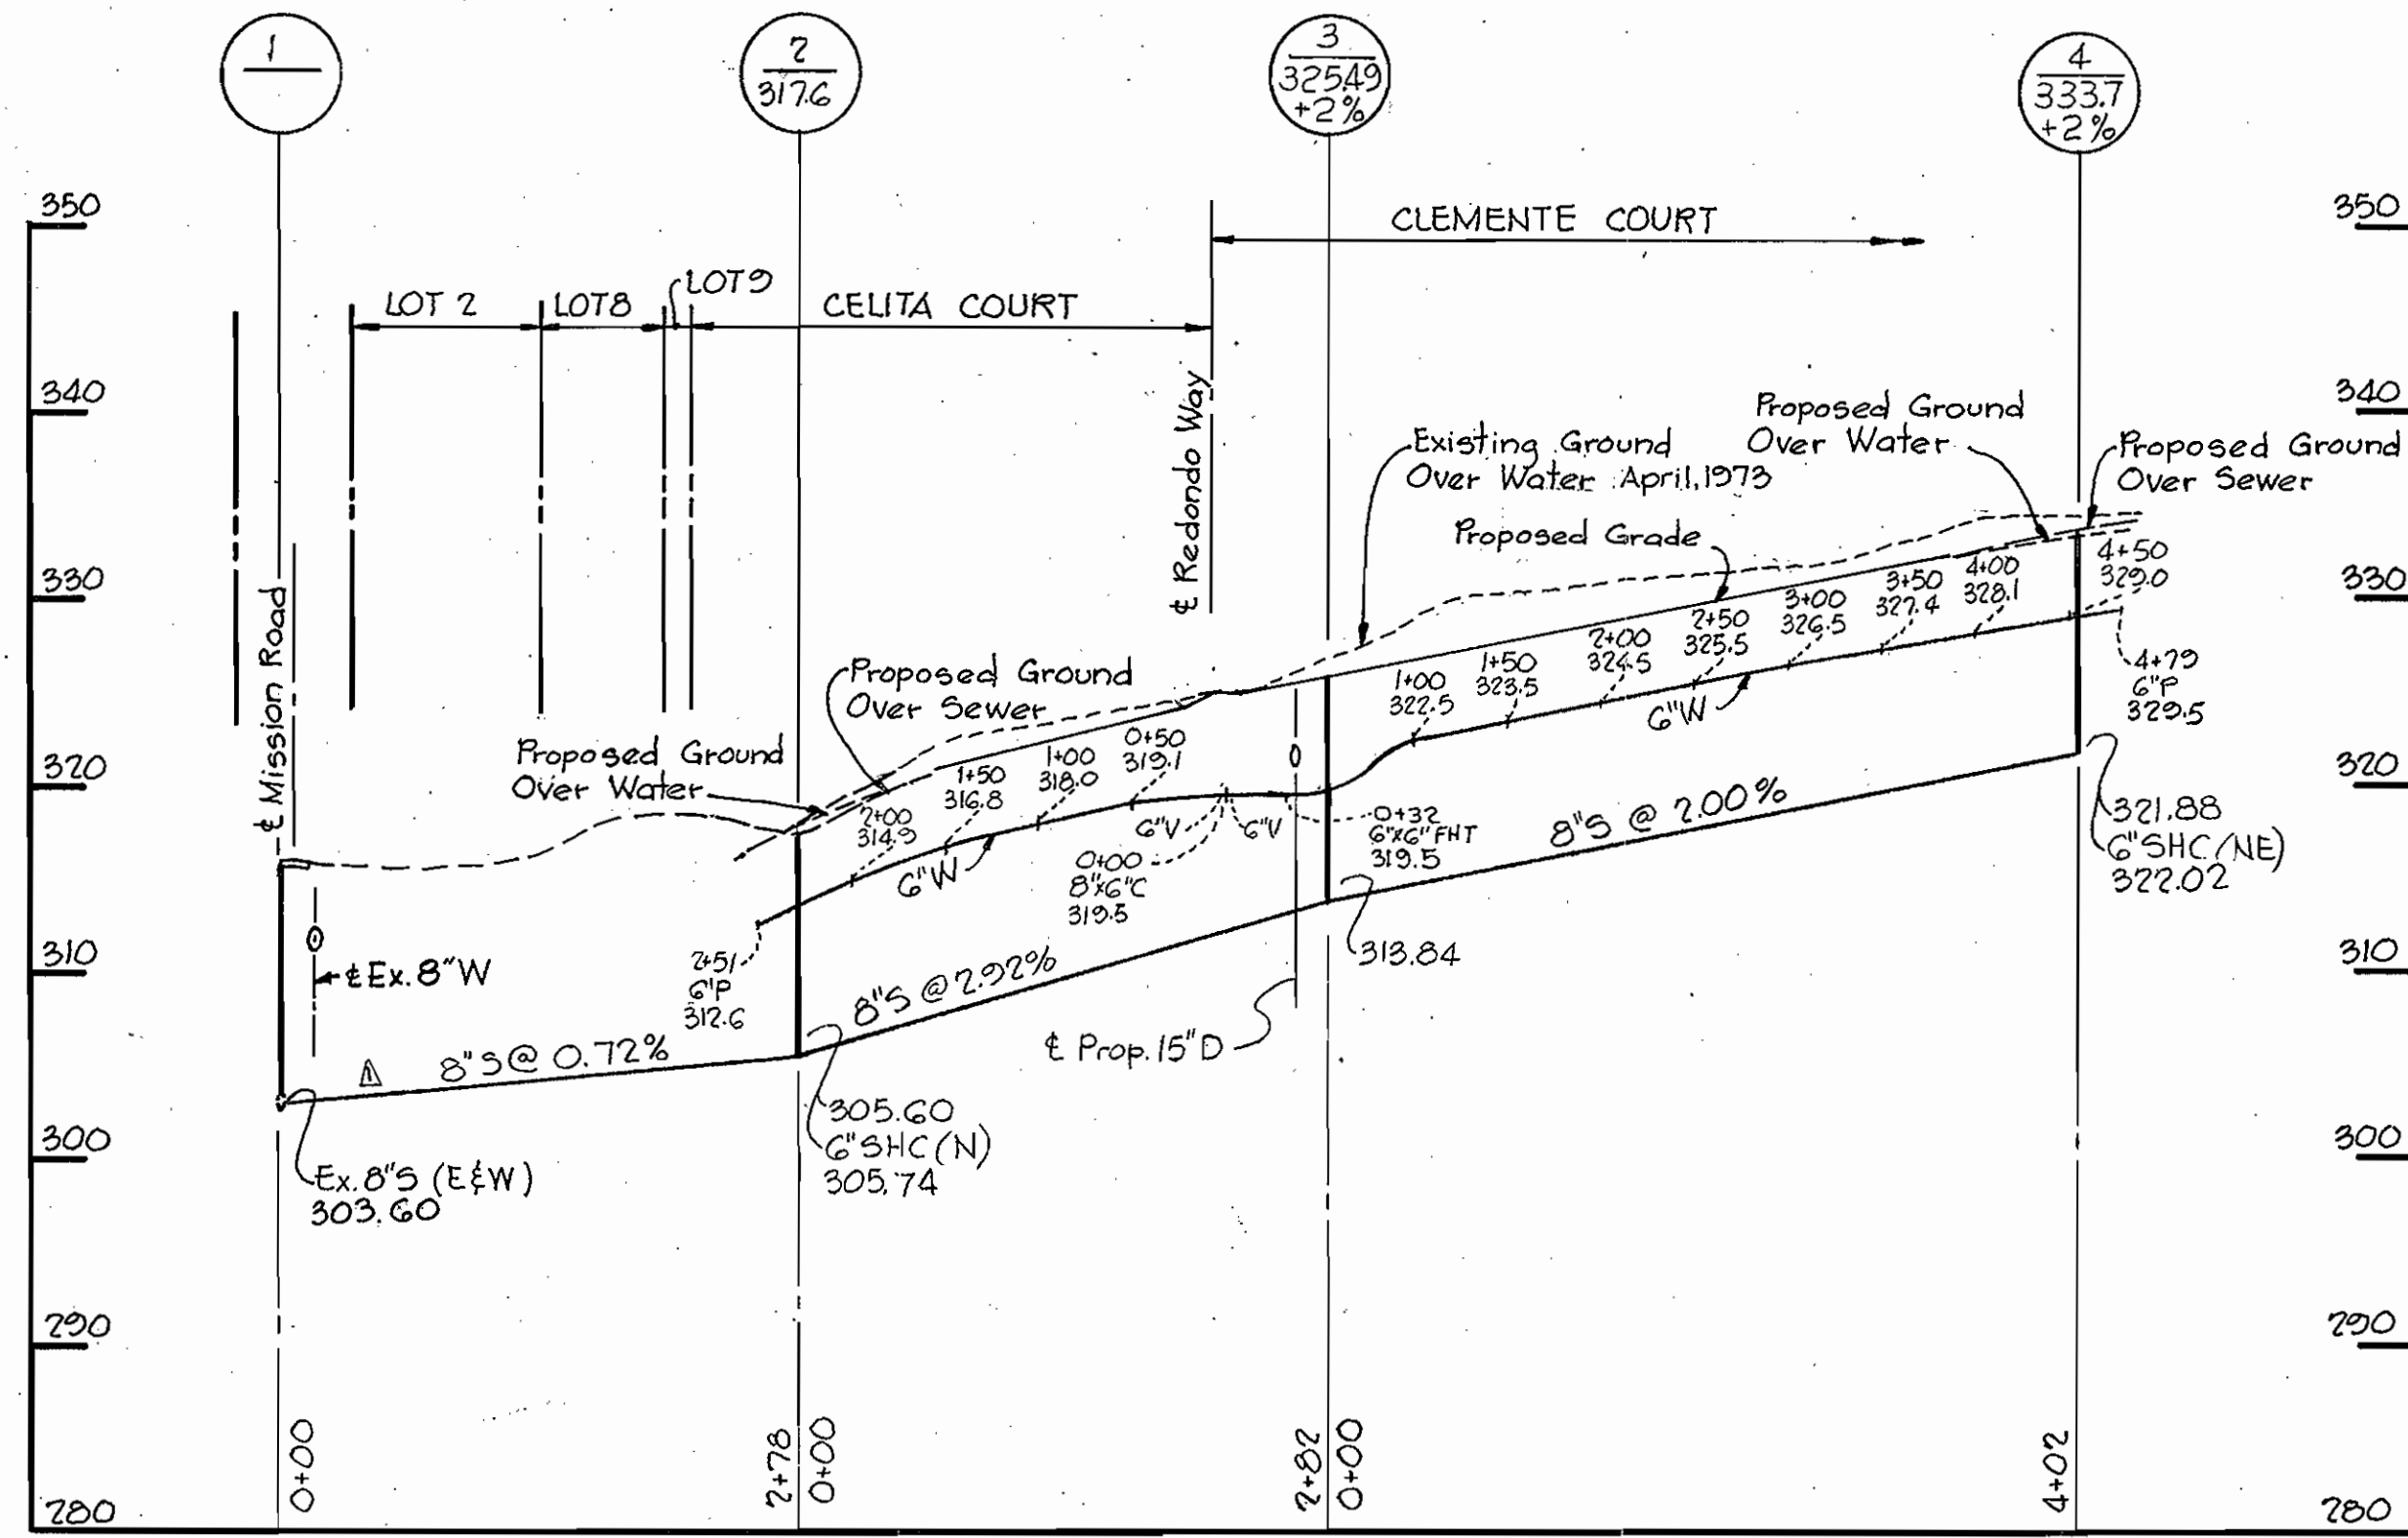 1
2
317.6
3
325.49
+2%
4
333.7
+2%
350
350
CLEMENTE COURT
LOT 2
LOT 8
LOT 9
CELITA COURT
340
340
℄ Redondo Way
Existing Ground
Over Water April, 1973
Proposed Ground
Over Water
Proposed Ground
Over Sewer
Proposed Grade
330
330
℄ Mission Road
4+50
329.0
4+00
328.1
3+50
327.4
3+00
326.5
2+50
325.5
2+00
324.5
1+50
323.5
1+00
322.5
6"W
4+79
6"P
329.5
Proposed Ground
Over Sewer
Proposed Ground
Over Water
0+50
319.1
1+00
318.0
1+50
316.8
2+00
314.9
320
320
6"W
6"V
6"V
0+00
8"x6"C
319.5
0+32
6"x6"FHT
319.5
8"S @ 2.00%
321.88
6"SHC (NE)
322.02
310
310
℄ Ex. 8"W
2+51
6"P
312.6
8"S @ 2.92%
313.84
℄ Prop. 15"D
1
8"S @ 0.72%
305.60
6"SHC (N)
305.74
300
300
Ex. 8"S (E&W)
303.60
290
290
0+00
2+78
0+00
2+82
0+00
4+02
280
280